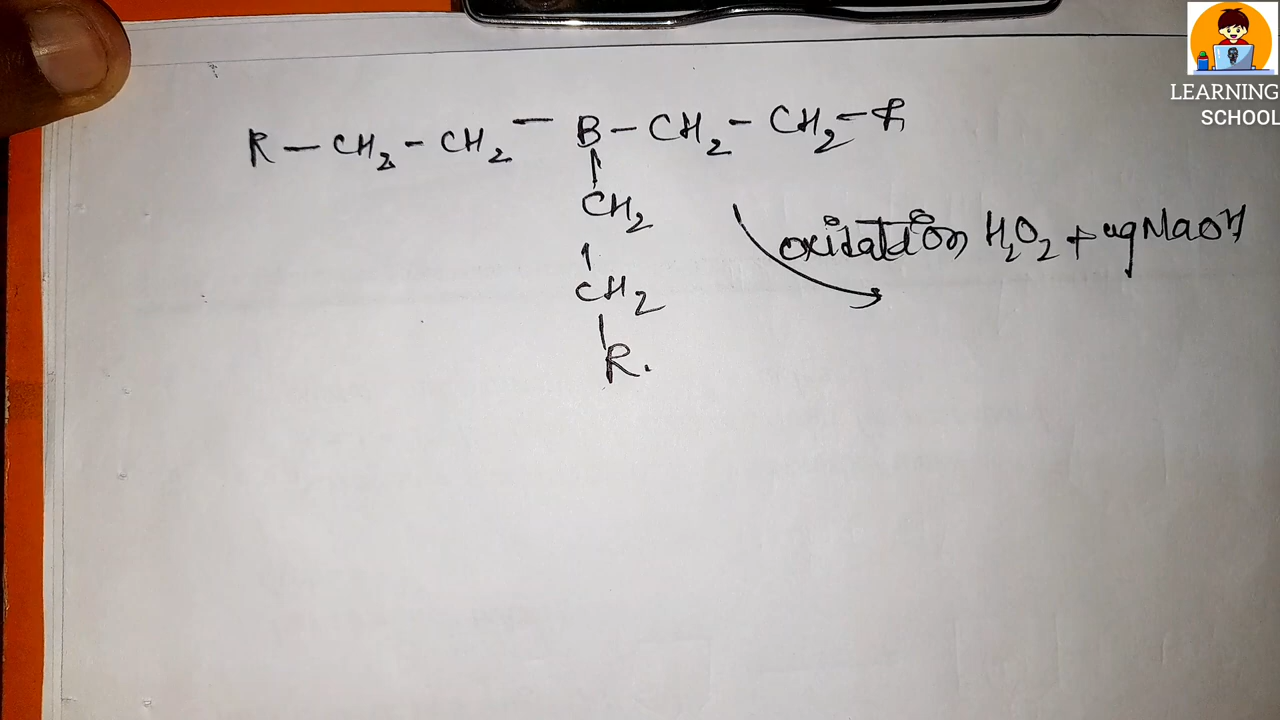 R-CH₂-CH₂-B-CH₂-CH₂-R
CH₂
CH₂
R.
oxidation H₂O₂ + aq NaOH
LEARNING
SCHOOL